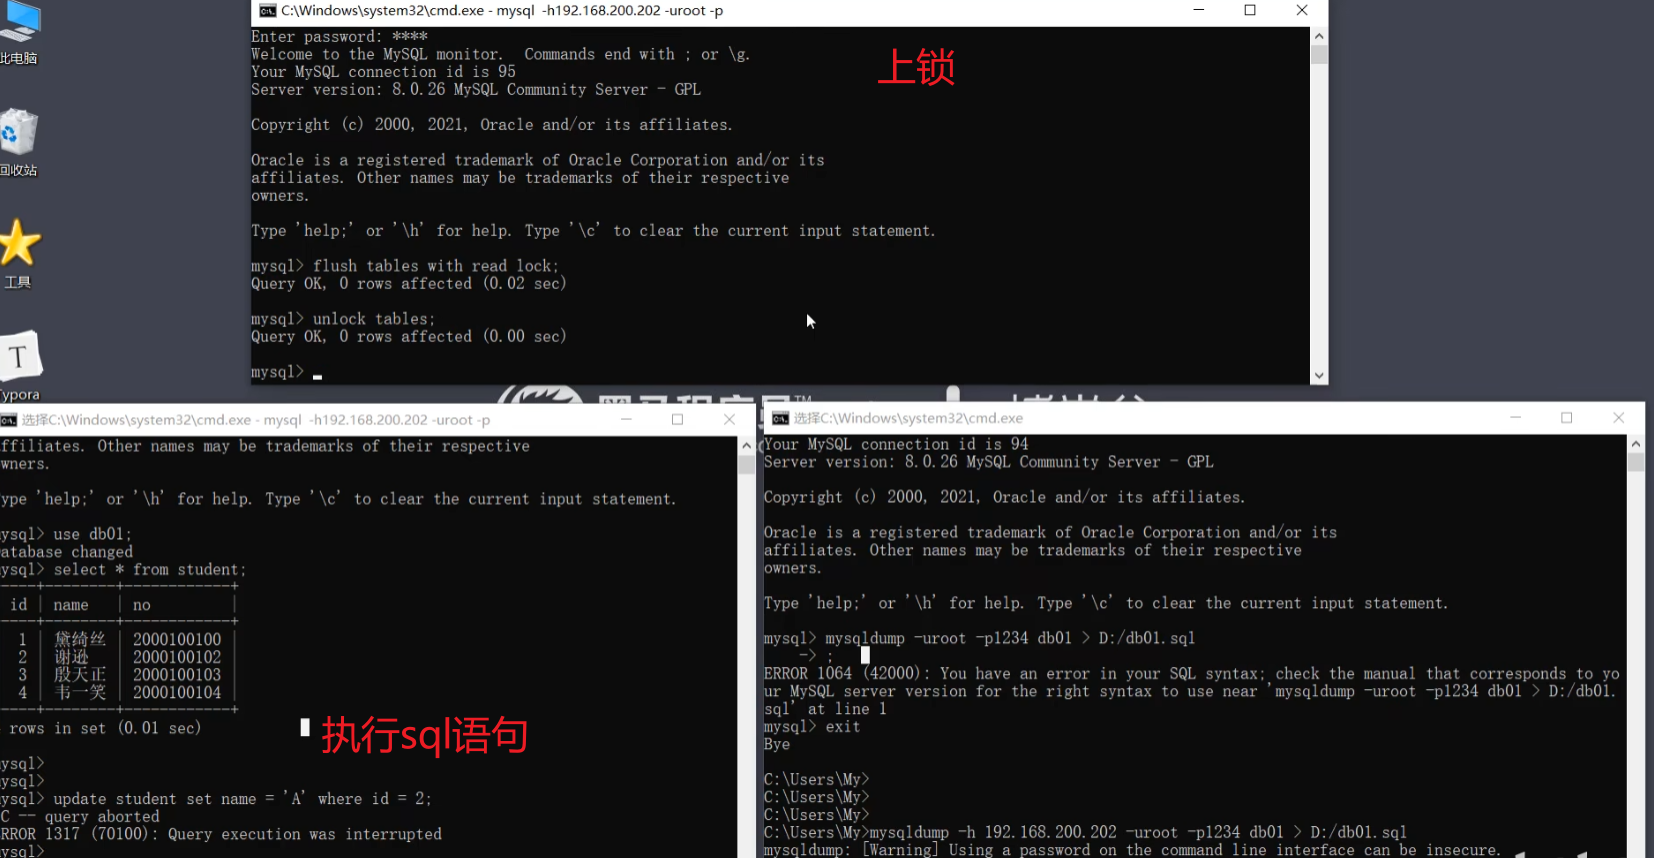 此电脑
回收站
工具
Typora
C:\Windows\system32\cmd.exe - mysql -h192.168.200.202 -uroot -p
Enter password: ****
Welcome to the MySQL monitor.  Commands end with ; or \g.
Your MySQL connection id is 95
Server version: 8.0.26 MySQL Community Server - GPL
上锁
Copyright (c) 2000, 2021, Oracle and/or its affiliates.
Oracle is a registered trademark of Oracle Corporation and/or its
affiliates. Other names may be trademarks of their respective
owners.
Type 'help;' or '\h' for help. Type '\c' to clear the current input statement.
mysql> flush tables with read lock;
Query OK, 0 rows affected (0.02 sec)
mysql> unlock tables;
Query OK, 0 rows affected (0.00 sec)
mysql>
选择C:\Windows\system32\cmd.exe - mysql -h192.168.200.202 -uroot -p
ffiliates. Other names may be trademarks of their respective
wners.
ype 'help;' or '\h' for help. Type '\c' to clear the current input statement.
ysql> use db01;
atabase changed
ysql> select * from student;
----+--------+------------+
id | name | no |
----+--------+------------+
1 | 黛绮丝 | 2000100100 |
2 | 谢逊 | 2000100102 |
3 | 殷天正 | 2000100103 |
4 | 韦一笑 | 2000100104 |
----+--------+------------+
rows in set (0.01 sec)
执行sql语句
ysql>
ysql>
ysql> update student set name = 'A' where id = 2;
C -- query aborted
RROR 1317 (70100): Query execution was interrupted
ysql>
选择C:\Windows\system32\cmd.exe
Your MySQL connection id is 94
Server version: 8.0.26 MySQL Community Server - GPL
Copyright (c) 2000, 2021, Oracle and/or its affiliates.
Oracle is a registered trademark of Oracle Corporation and/or its
affiliates. Other names may be trademarks of their respective
owners.
Type 'help;' or '\h' for help. Type '\c' to clear the current input statement.
mysql> mysqldump -uroot -p1234 db01 > D:/db01.sql
-> ;
ERROR 1064 (42000): You have an error in your SQL syntax; check the manual that corresponds to yo
ur MySQL server version for the right syntax to use near 'mysqldump -uroot -p1234 db01 > D:/db01.
sql' at line 1
mysql> exit
Bye
C:\Users\My>
C:\Users\My>
C:\Users\My>
C:\Users\My>mysqldump -h 192.168.200.202 -uroot -p1234 db01 > D:/db01.sql
mysqldump: [Warning] Using a password on the command line interface can be insecure.